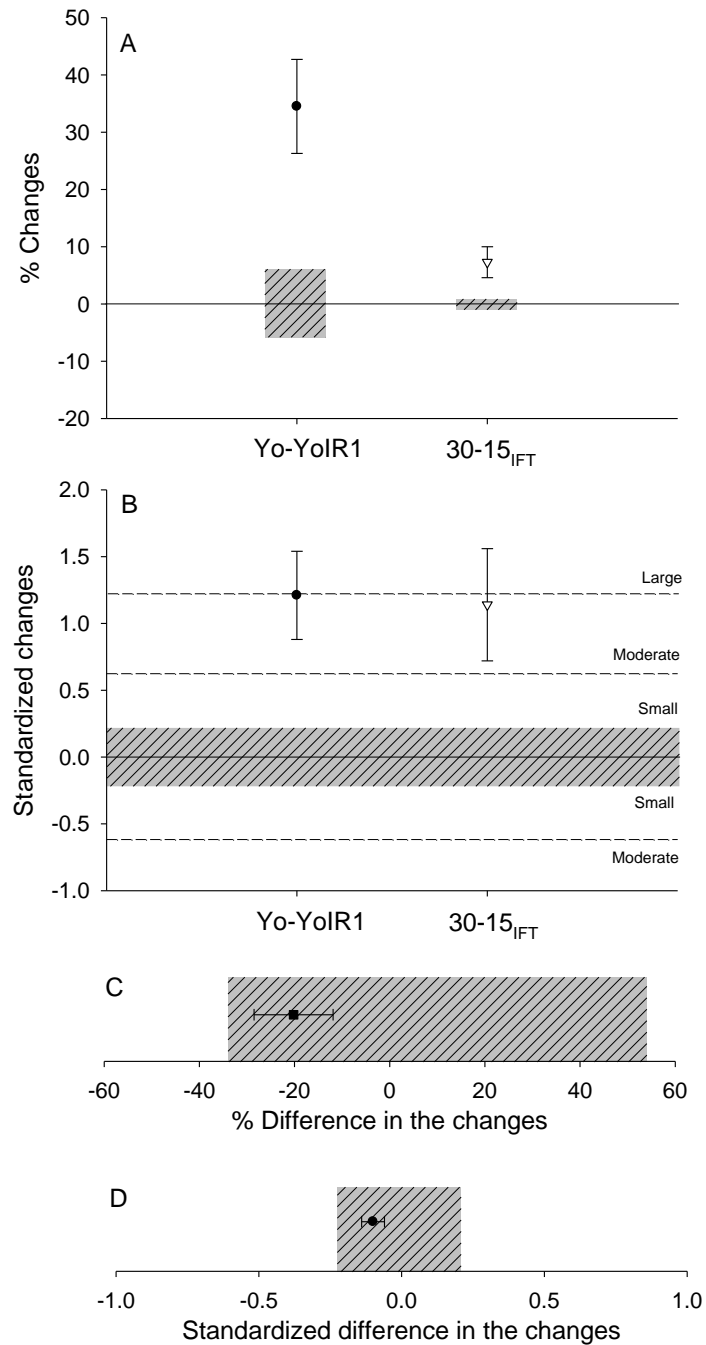 A
50
40
30
20
10
0
-10
-20
% Changes
Yo-YoIR1 30-15IFT
B
2.0
1.5
1.0
0.5
0.0
-0.5
-1.0
Standardized changes
Large
Moderate
Small
Small
Moderate
Yo-YoIR1 30-15IFT
C
-60 -40 -20 0 20 40 60
% Difference in the changes
D
-1.0 -0.5 0.0 0.5 1.0
Standardized difference in the changes